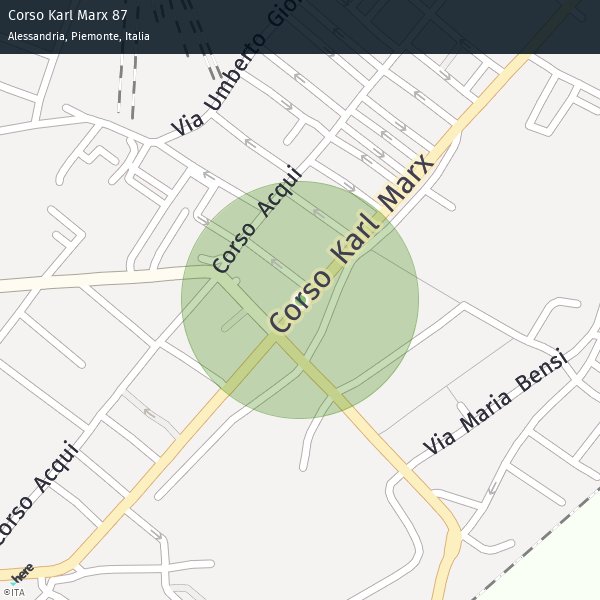 Corso Karl Marx 87
Alessandria, Piemonte, Italia
Via Umberto Gio
Corso Acqui
Corso Karl Marx
Via Maria Bensi
Corso Acqui
here
©ITA